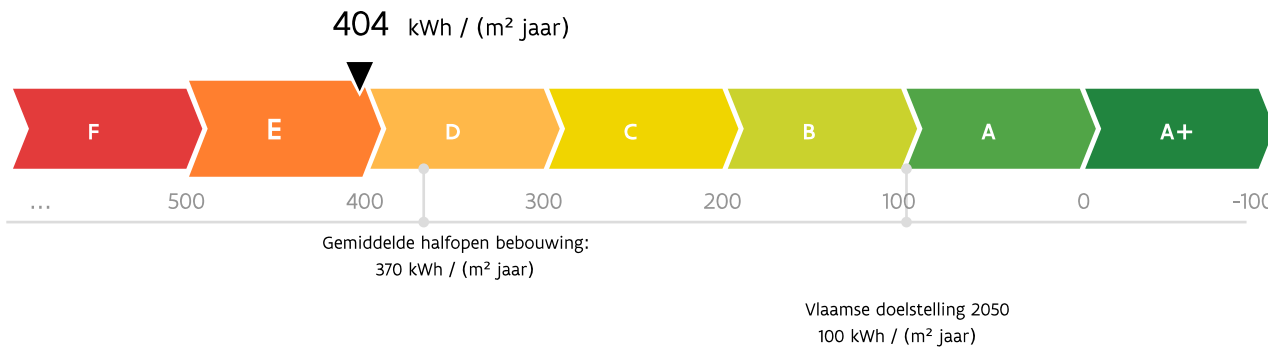 404 kWh / (m² jaar)
F E D C B A A+
... 500 400 300 200 100 0 -100
Gemiddelde halfopen bebouwing:
370 kWh / (m² jaar)
Vlaamse doelstelling 2050
100 kWh / (m² jaar)